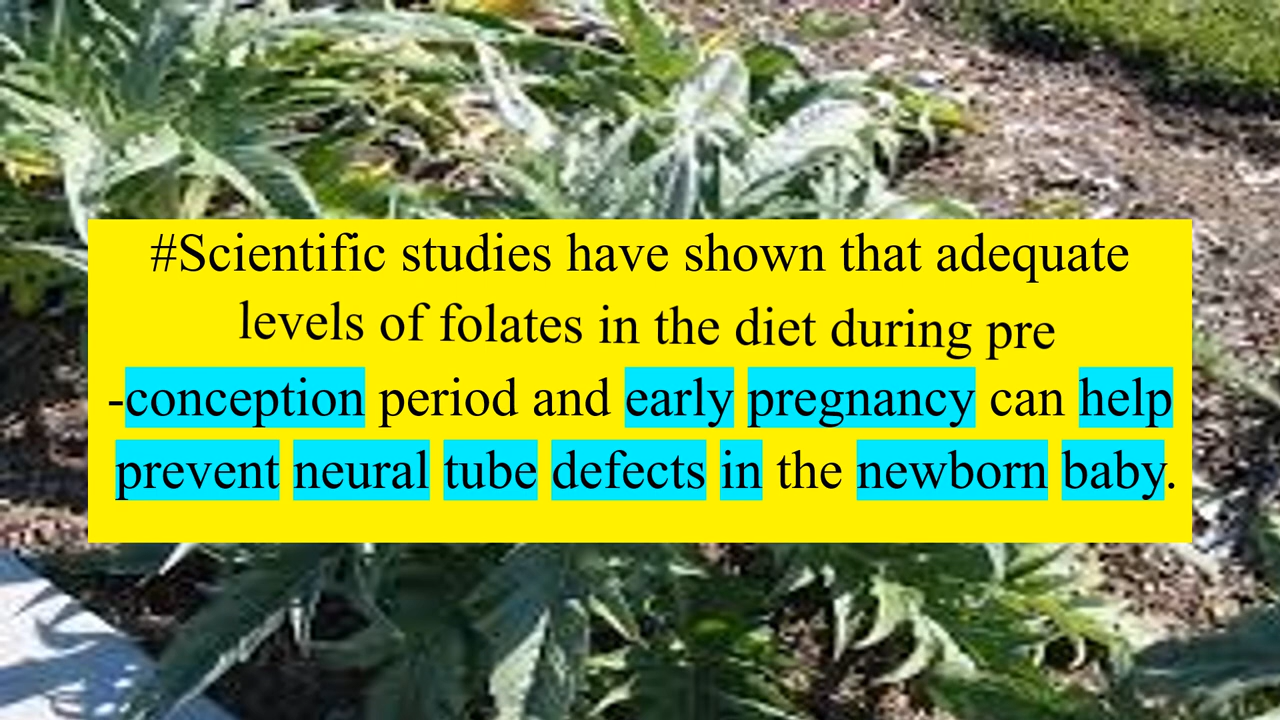 #Scientific studies have shown that adequate
levels of folates in the diet during pre
-conception period and early pregnancy can help
prevent neural tube defects in the newborn baby.